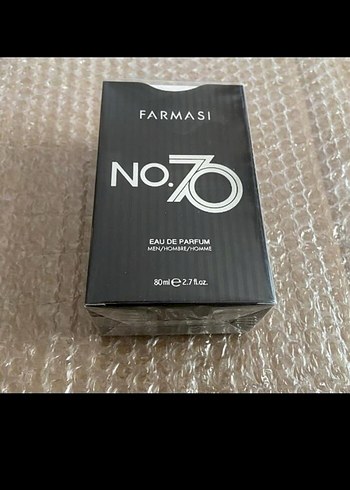 FARMASI
NO.70
EAU DE PARFUM
MEN/HOMBRE/HOMME
80ml e 2.7 fl.oz.